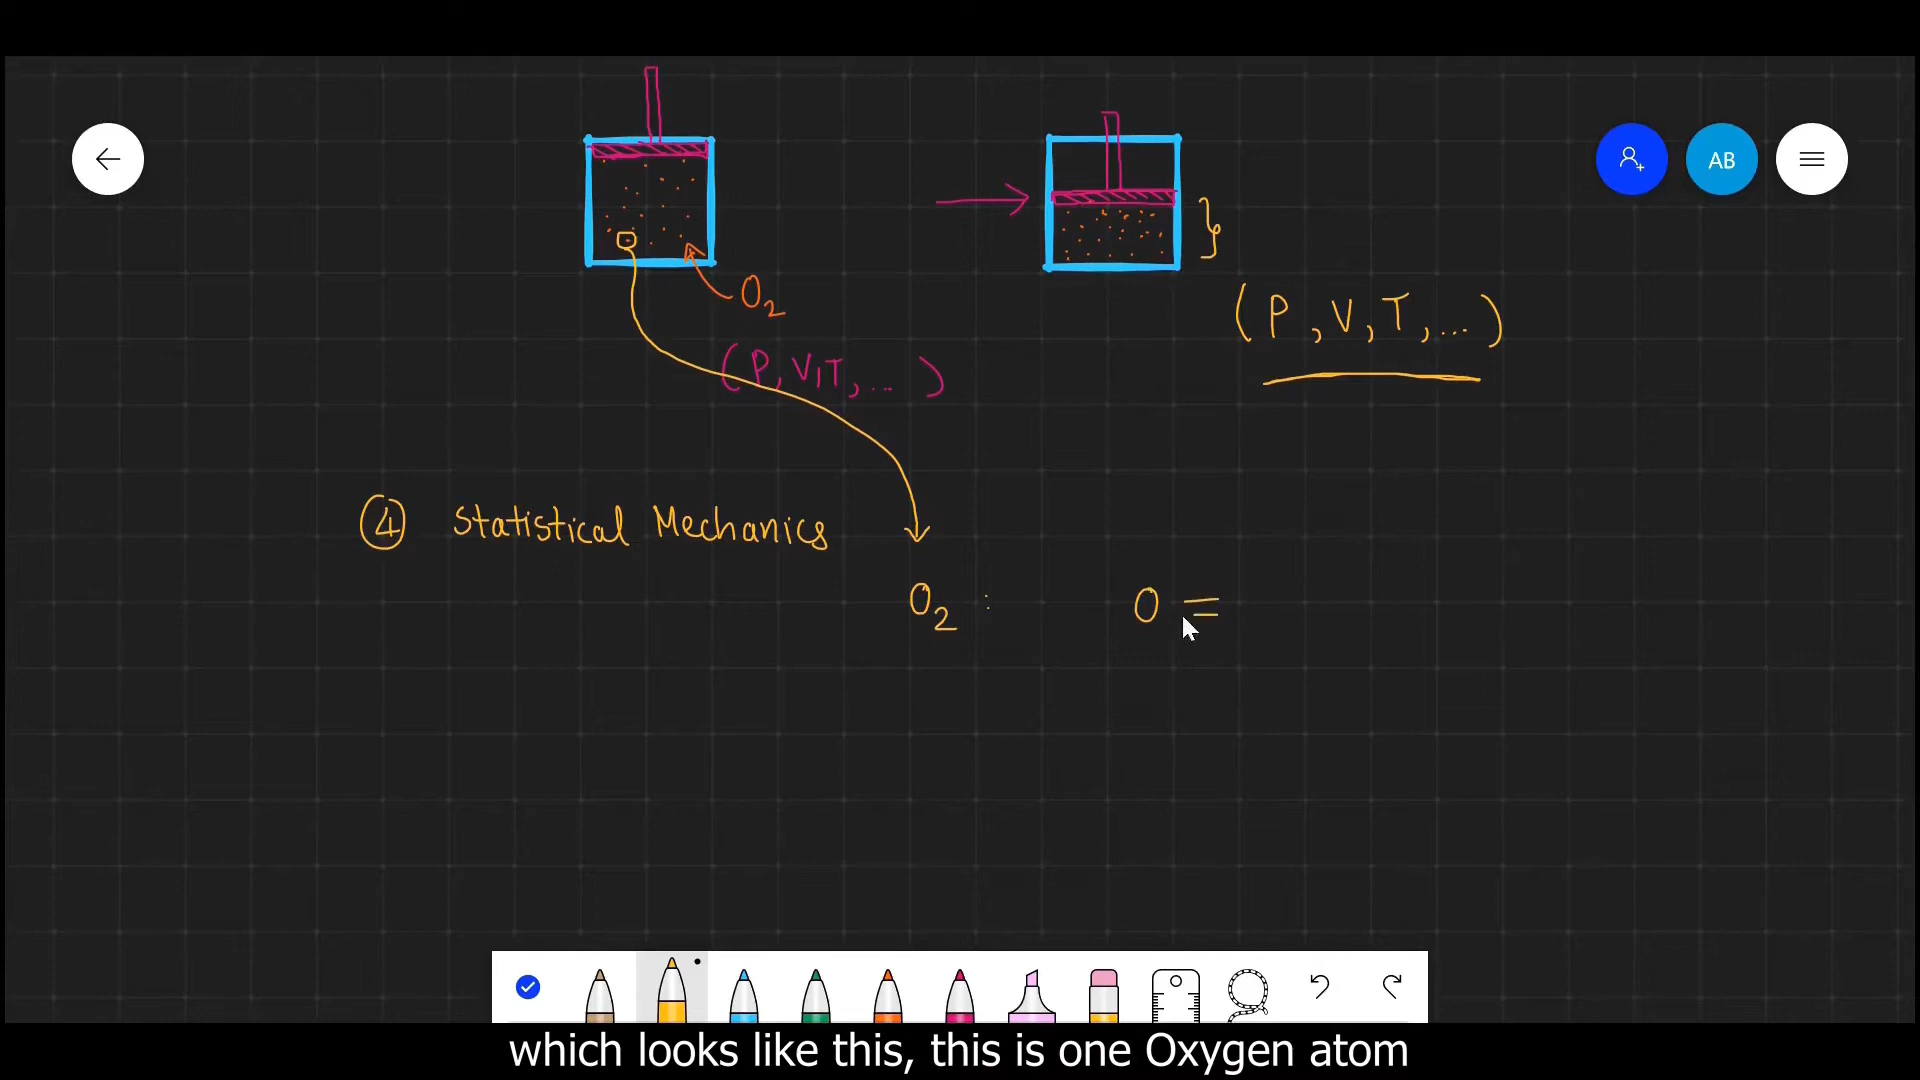 AB
O2
(P, V, T, ...)
(P, V, T, ...)
④ Statistical Mechanics
O2 : O =
which looks like this, this is one Oxygen atom